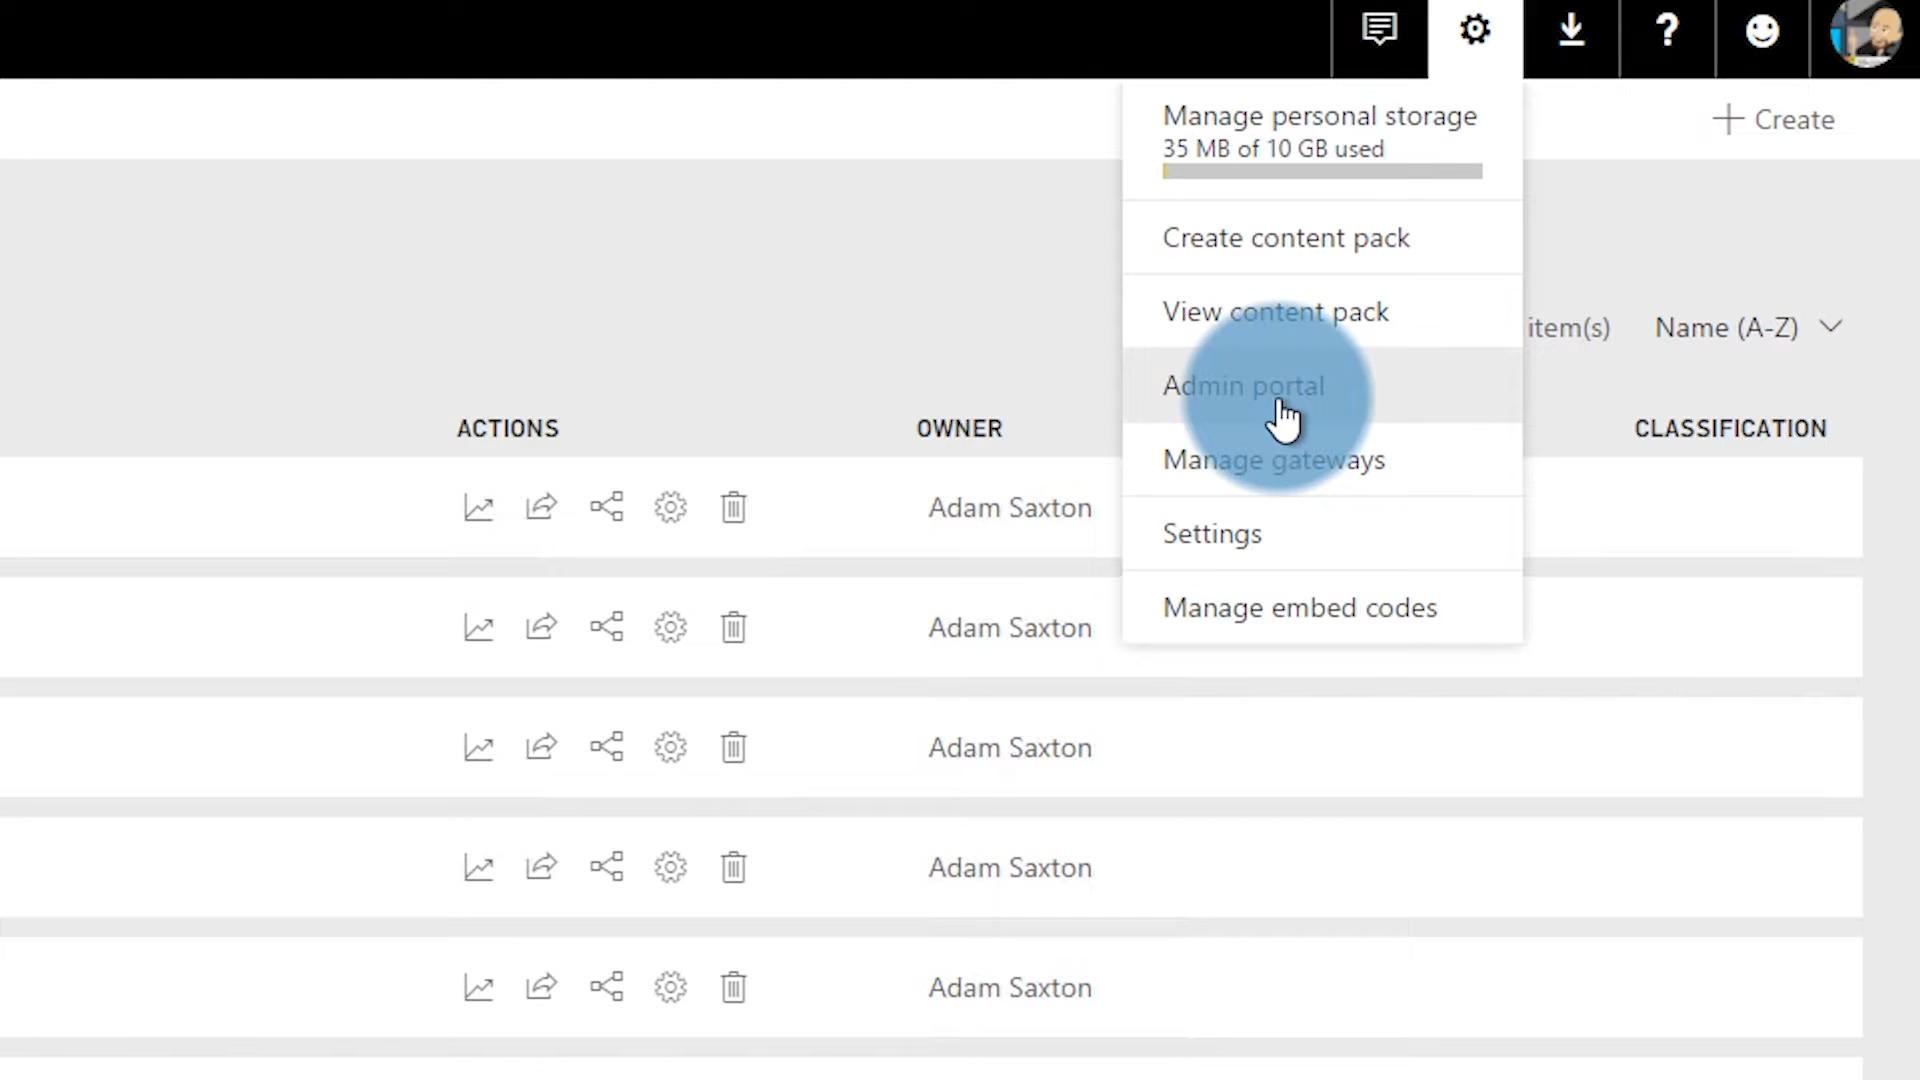 Manage personal storage
35 MB of 10 GB used
+ Create
Create content pack
View content pack
item(s)
Name (A-Z)
Admin portal
ACTIONS
OWNER
CLASSIFICATION
Manage gateways
Adam Saxton
Settings
Manage embed codes
Adam Saxton
Adam Saxton
Adam Saxton
Adam Saxton